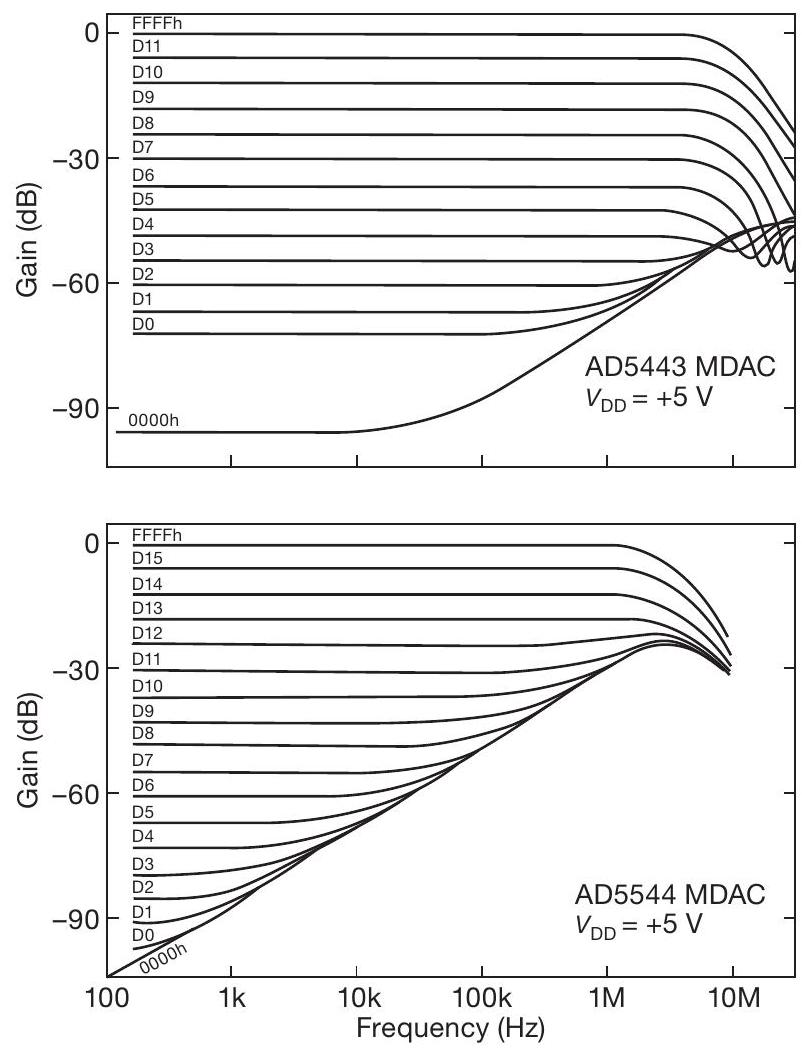 0
−30
−60
−90
Gain (dB)
FFFFh
D11
D10
D9
D8
D7
D6
D5
D4
D3
D2
D1
D0
0000h
AD5443 MDAC
VDD = +5 V
0
−30
−60
−90
Gain (dB)
FFFFh
D15
D14
D13
D12
D11
D10
D9
D8
D7
D6
D5
D4
D3
D2
D1
D0
0000h
AD5544 MDAC
VDD = +5 V
100 1k 10k 100k 1M 10M
Frequency (Hz)